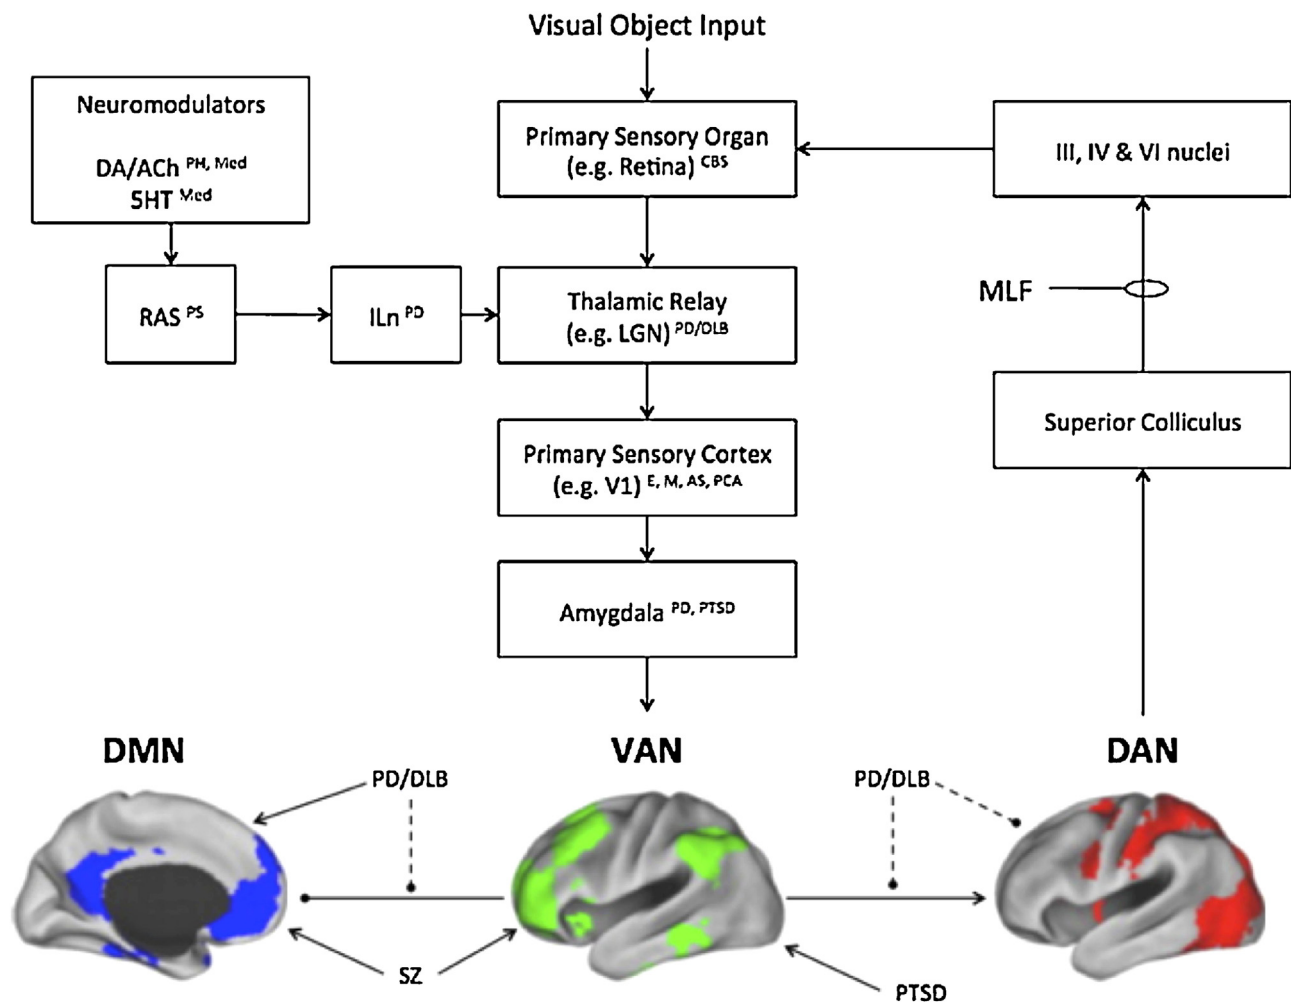 Visual Object Input
Neuromodulators
DA/ACh PH, Med
5HT Med
Primary Sensory Organ
(e.g. Retina) CBS
III, IV & VI nuclei
RAS PS
ILn PD
Thalamic Relay
(e.g. LGN) PD/DLB
MLF
Primary Sensory Cortex
(e.g. V1) E, M, AS, PCA
Superior Colliculus
Amygdala PD, PTSD
DMN
VAN
DAN
PD/DLB
PD/DLB
SZ
PTSD